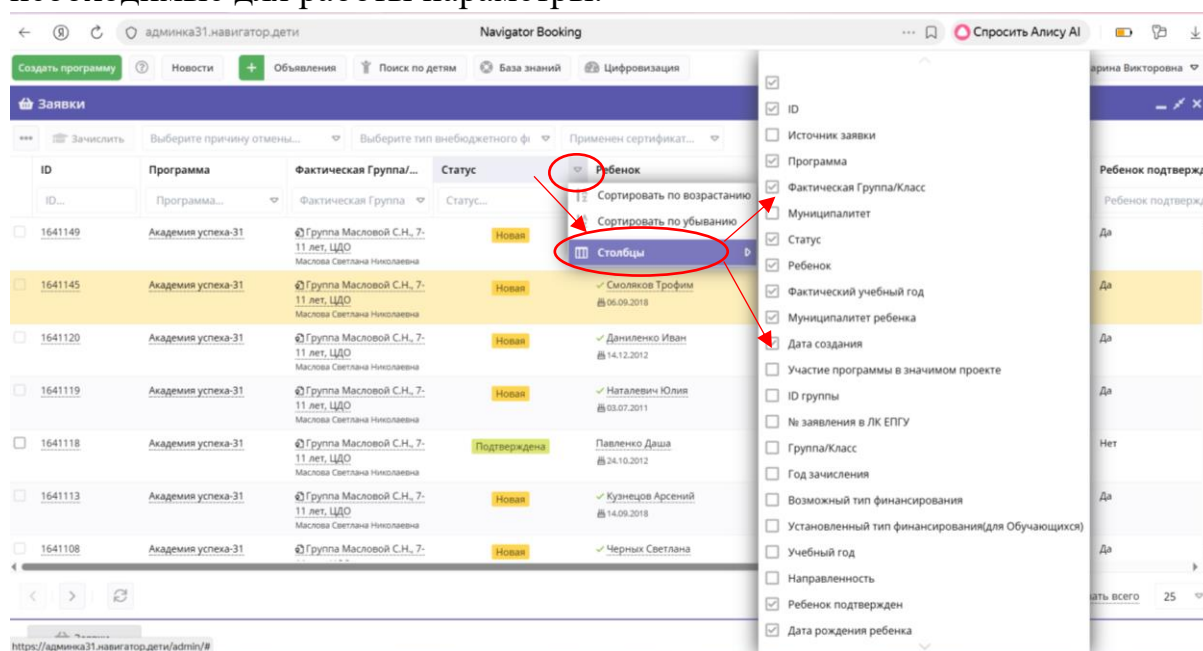 необходимые для работы параметры.
админка31.навигатор.дети
Navigator Booking
Спросить Алису AI
Создать программу
Новости
Объявления
Поиск по детям
База знаний
Цифровизация
арина Викторовна
Заявки
Зачислить
Выберите причину отмены...
Выберите тип внебюджетного фи
Применен сертификат...
ID
Программа
Фактическая Группа/...
Статус
Ребенок
Ребенок подтвержд
ID...
Программа...
Фактическая Группа
Статус...
Ребенок подтверж
Сортировать по возрастанию
Сортировать по убыванию
Столбцы
1641149
Академия успеха-31
Группа Масловой С.Н., 7-
11 лет, ЦДО
Маслова Светлана Николаевна
Новая
Да
1641145
Академия успеха-31
Группа Масловой С.Н., 7-
11 лет, ЦДО
Маслова Светлана Николаевна
Новая
Смоляков Трофим
06.09.2018
Да
1641120
Академия успеха-31
Группа Масловой С.Н., 7-
11 лет, ЦДО
Маслова Светлана Николаевна
Новая
Даниленко Иван
14.12.2012
Да
1641119
Академия успеха-31
Группа Масловой С.Н., 7-
11 лет, ЦДО
Маслова Светлана Николаевна
Новая
Наталевич Юлия
03.07.2011
Да
1641118
Академия успеха-31
Группа Масловой С.Н., 7-
11 лет, ЦДО
Маслова Светлана Николаевна
Подтверждена
Павленко Даша
24.10.2012
Нет
1641113
Академия успеха-31
Группа Масловой С.Н., 7-
11 лет, ЦДО
Маслова Светлана Николаевна
Новая
Кузнецов Арсений
14.09.2018
Да
1641108
Академия успеха-31
Группа Масловой С.Н., 7-
Новая
Черных Светлана
Да
ID
Источник заявки
Программа
Фактическая Группа/Класс
Муниципалитет
Статус
Ребенок
Фактический учебный год
Муниципалитет ребенка
Дата создания
Участие программы в значимом проекте
ID группы
№ заявления в ЛК ЕПГУ
Группа/Класс
Год зачисления
Возможный тип финансирования
Установленный тип финансирования(для Обучающихся)
Учебный год
Направленность
Ребенок подтвержден
Дата рождения ребенка
ать всего
25
Заявки
https://админка31.навигатор.дети/admin/#